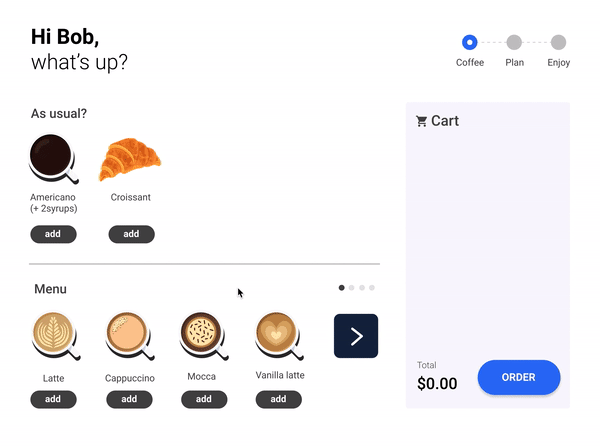 Hi Bob,
what's up?
Coffee
Plan
Enjoy
As usual?
Americano
(+ 2syrups)
Croissant
add
add
Cart
Menu
Latte
Cappuccino
Mocca
Vanilla latte
add
add
add
add
Total
$0.00
ORDER